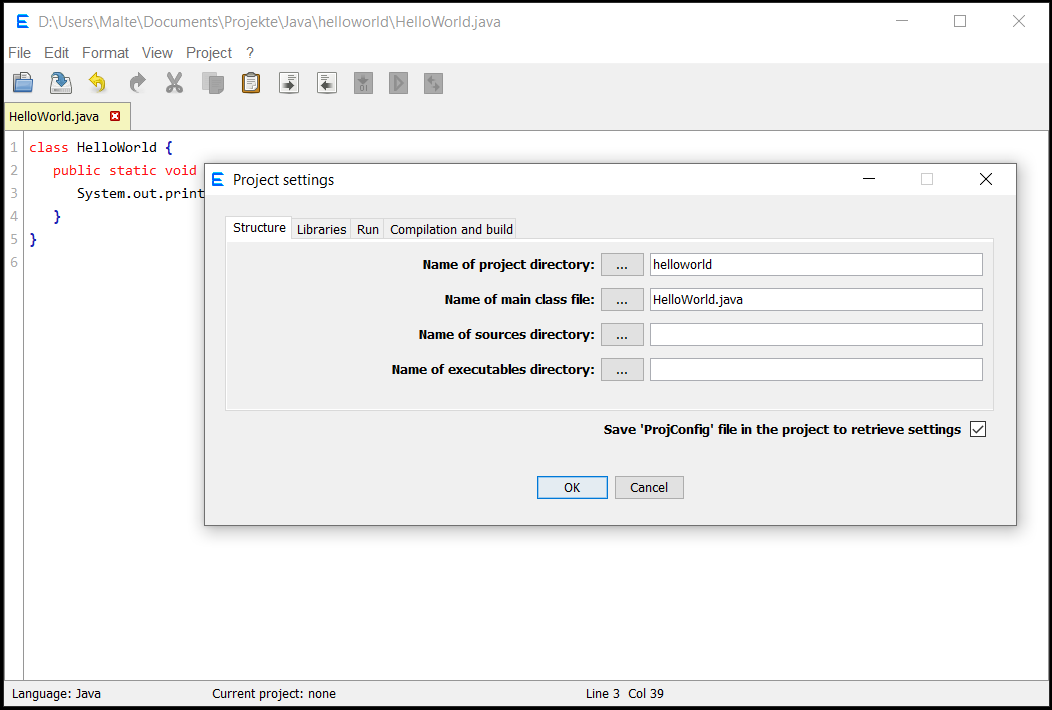 D:\Users\Malte\Documents\Projekte\Java\helloworld\HelloWorld.java
File Edit Format View Project ?
HelloWorld.java
1 class HelloWorld {
2 public static void
3 System.out.print
4 }
5 }
6
Project settings
Structure Libraries Run Compilation and build
Name of project directory: ... helloworld
Name of main class file: ... HelloWorld.java
Name of sources directory: ...
Name of executables directory: ...
Save 'ProjConfig' file in the project to retrieve settings
OK Cancel
Language: Java Current project: none Line 3 Col 39